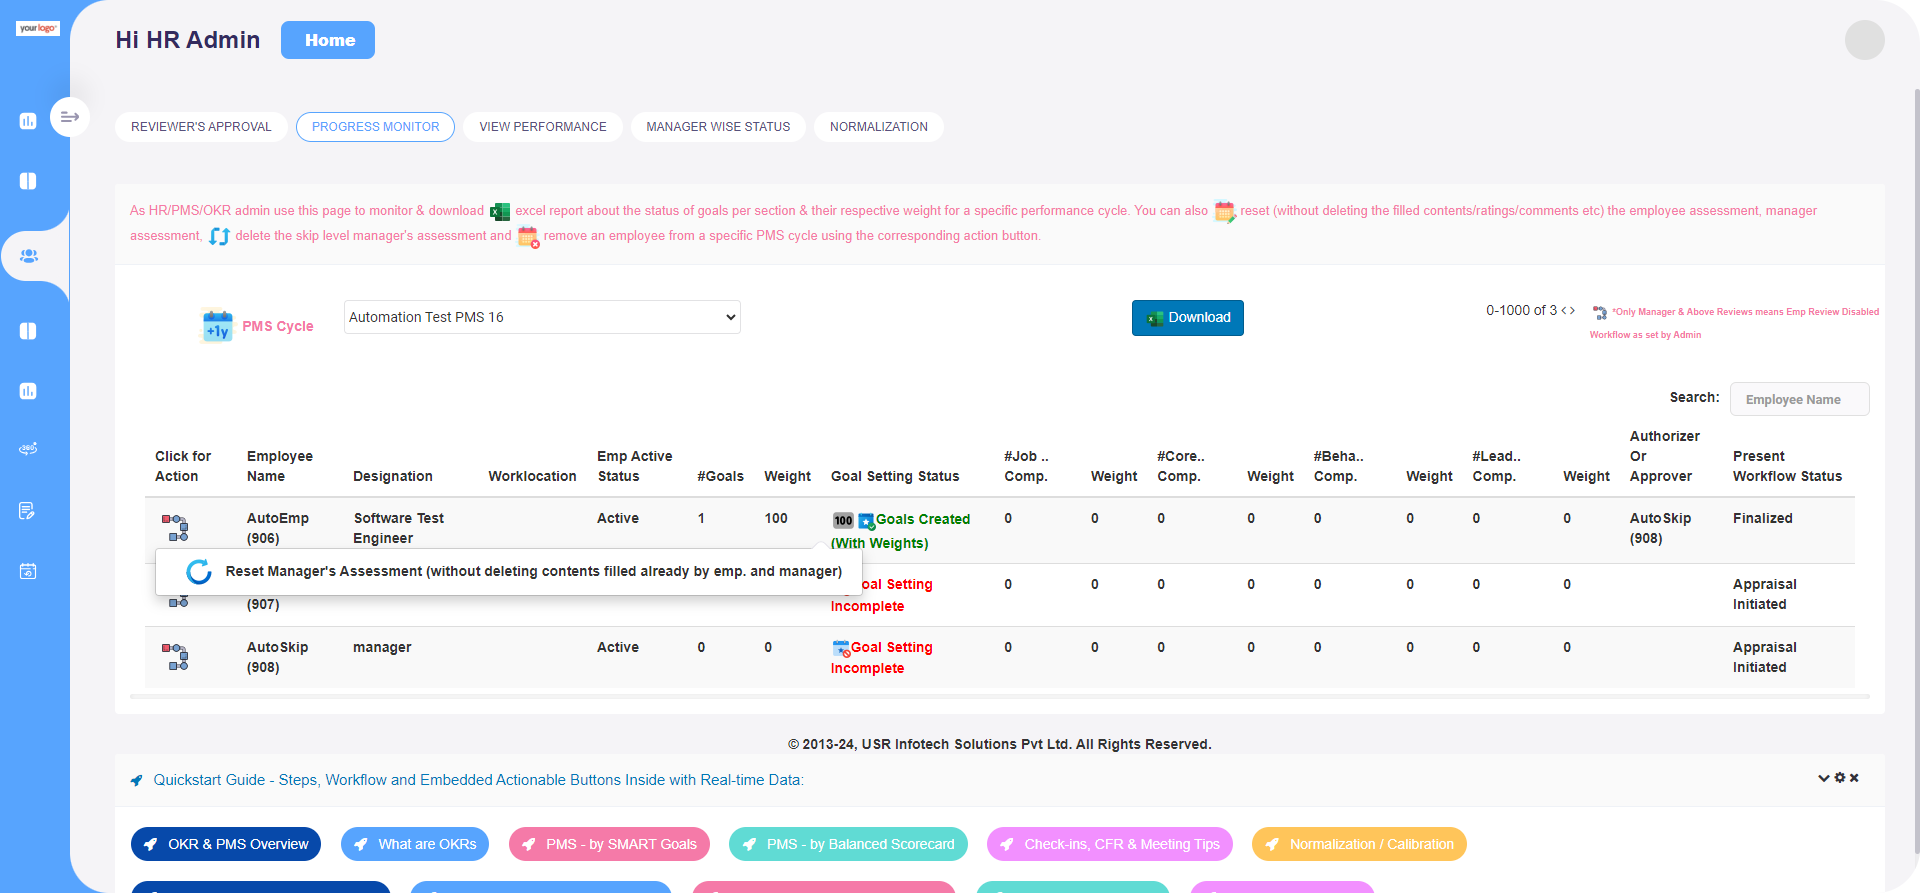 yourlogo
Hi HR Admin
Home
REVIEWER'S APPROVAL
PROGRESS MONITOR
VIEW PERFORMANCE
MANAGER WISE STATUS
NORMALIZATION
As HR/PMS/OKR admin use this page to monitor & download excel report about the status of goals per section & their respective weight for a specific performance cycle. You can also reset (without deleting the filled contents/ratings/comments etc) the employee assessment, manager
assessment, delete the skip level manager's assessment and remove an employee from a specific PMS cycle using the corresponding action button.
+1y
PMS Cycle
Automation Test PMS 16
Download
0-1000 of 3 < >
*Only Manager & Above Reviews means Emp Review Disabled
Workflow as set by Admin
Search:
Employee Name
Click for Action
Employee Name
Designation
Worklocation
Emp Active Status
#Goals
Weight
Goal Setting Status
#Job .. Comp.
Weight
#Core.. Comp.
Weight
#Beha.. Comp.
Weight
#Lead.. Comp.
Weight
Authorizer Or Approver
Present Workflow Status
AutoEmp (906)
Software Test Engineer
Active
1
100
100 Goals Created (With Weights)
0 0 0 0 0 0 0 0
AutoSkip (908)
Finalized
Reset Manager's Assessment (without deleting contents filled already by emp. and manager)
(907)
Goal Setting Incomplete
0 0 0 0 0 0 0 0
Appraisal Initiated
AutoSkip (908)
manager
Active
0
0
Goal Setting Incomplete
0 0 0 0 0 0 0 0
Appraisal Initiated
© 2013-24, USR Infotech Solutions Pvt Ltd. All Rights Reserved.
Quickstart Guide - Steps, Workflow and Embedded Actionable Buttons Inside with Real-time Data:
OKR & PMS Overview
What are OKRs
PMS - by SMART Goals
PMS - by Balanced Scorecard
Check-ins, CFR & Meeting Tips
Normalization / Calibration